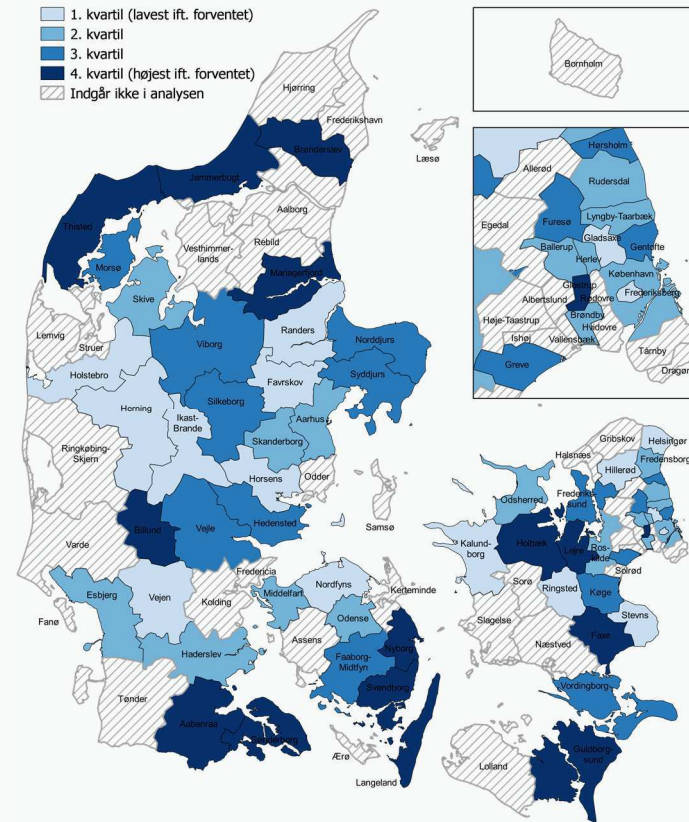 1. kvartil (lavest ift. forventet)
2. kvartil
3. kvartil
4. kvartil (højest ift. forventet)
Indgår ikke i analysen
Hjørring
Frederikshavn
Læsø
Brønderslev
Jammerbugt
Thisted
Aalborg
Vesthimmer-
lands
Rebild
Morsø
Mariagerfjord
Skive
Lemvig
Struer
Viborg
Randers
Norddjurs
Holstebro
Favrskov
Syddjurs
Silkeborg
Herning
Ikast-
Brande
Aarhus
Skanderborg
Ringkøbing-
Skjern
Horsens
Odder
Samsø
Billund
Vejle
Hedensted
Varde
Fredericia
Esbjerg
Vejen
Kolding
Middelfart
Nordfyns
Kerteminde
Fanø
Odense
Assens
Nyborg
Haderslev
Faaborg-
Midtfyn
Svendborg
Tønder
Aabenraa
Sønderborg
Ærø
Langeland
Bornholm
Hørsholm
Allerød
Rudersdal
Egedal
Furesø
Lyngby-Taarbæk
Gladsaxe
Gentofte
Ballerup
Herlev
København
Glostrup
Frederiksberg
Albertslund
Rødovre
Høje-Taastrup
Brøndby
Hvidovre
Ishøj
Vallensbæk
Tårnby
Greve
Dragør
Gribskov
Helsingør
Halsnæs
Hillerød
Fredensborg
Odsherred
Frederiks-
sund
Kalund-
borg
Holbæk
Lejre
Ros-
kilde
Solrød
Sorø
Ringsted
Køge
Slagelse
Stevns
Næstved
Faxe
Vordingborg
Lolland
Guldborg-
sund